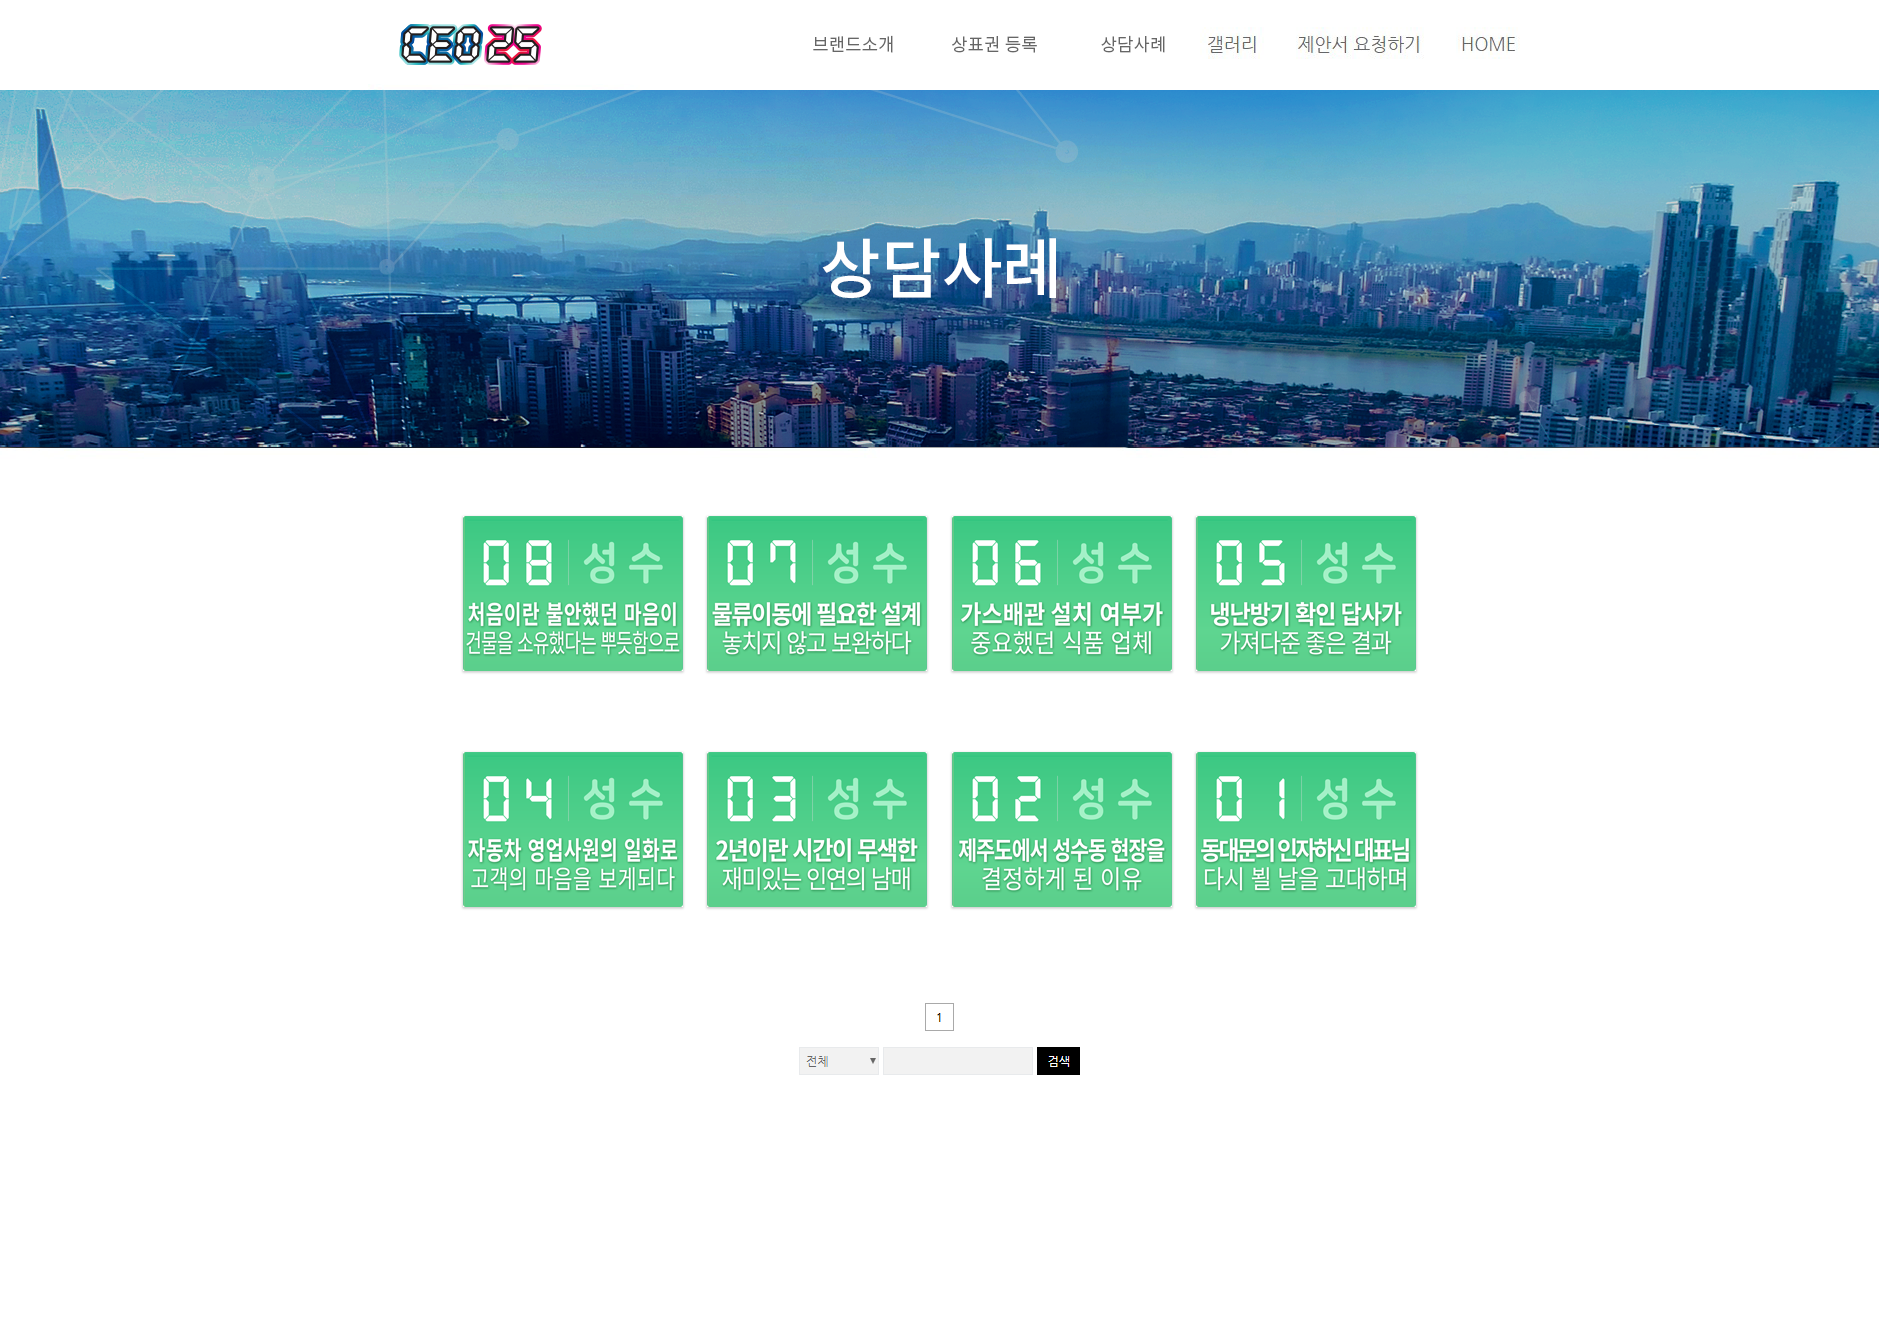 CEO 25
브랜드소개
상표권 등록
상담사례
갤러리
제안서 요청하기
HOME
상담사례
08 성수
처음이란 불안했던 마음이
건물을 소유했다는 뿌듯함으로
07 성수
물류이동에 필요한 설계
놓치지 않고 보완하다
06 성수
가스배관 설치 여부가
중요했던 식품 업체
05 성수
냉난방기 확인 답사가
가져다준 좋은 결과
04 성수
자동차 영업사원의 일화로
고객의 마음을 보게되다
03 성수
2년이란 시간이 무색한
재미있는 인연의 남매
02 성수
제주도에서 성수동 현장을
결정하게 된 이유
01 성수
동대문의 인자하신 대표님
다시 뵐 날을 고대하며
1
전체
검색